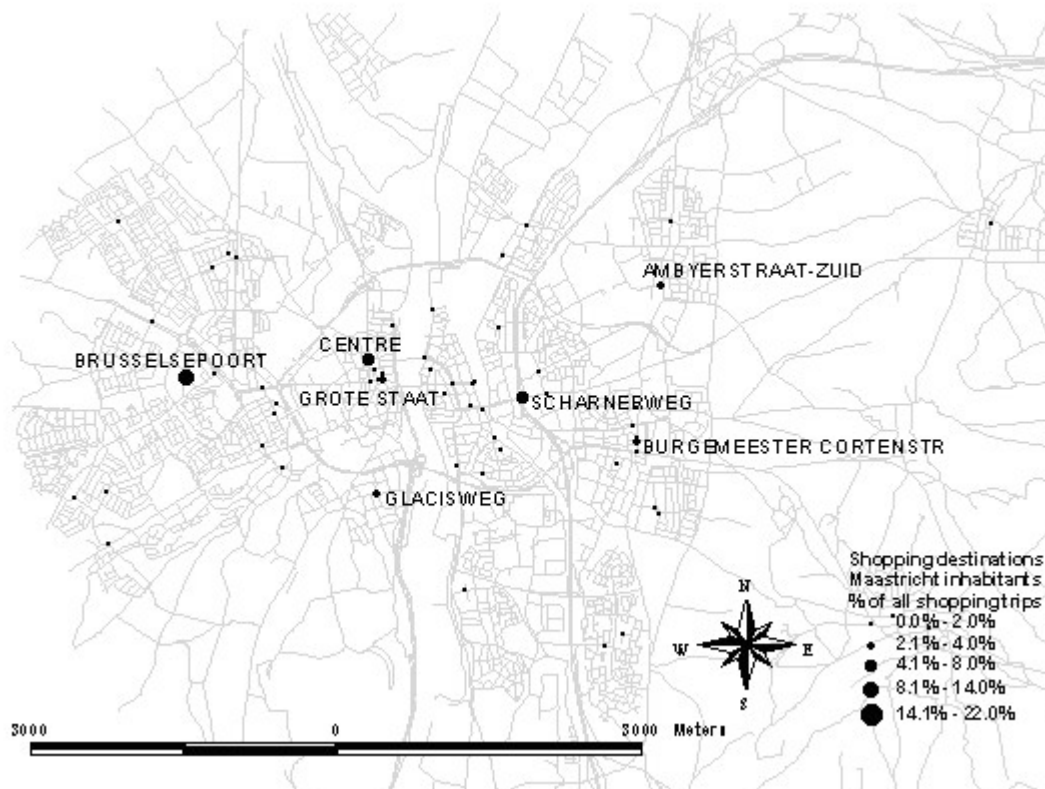 AMBYERSTRAAT-ZUID
CENTRE
BRUSSELSEPOORT
GROTE STAAT
SCHARNERWEG
BURGEMEESTER CORTENSTR
GLACISWEG
Shopping destinations
Maastricht inhabitants
% of all shopping trips
0.0% - 2.0%
2.1% - 4.0%
4.1% - 8.0%
8.1% - 14.0%
14.1% - 22.0%
N
W E
S
3000 0 3000 Meters